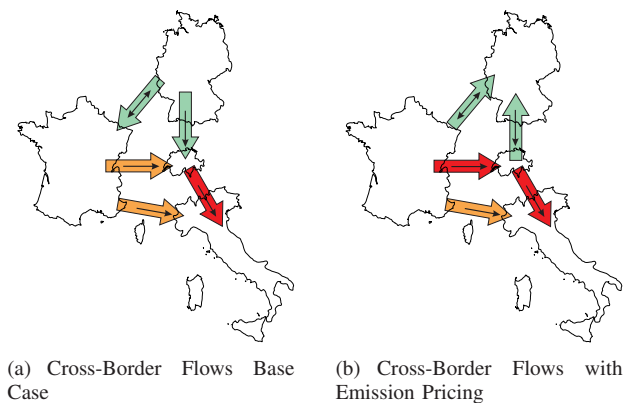 (a) Cross-Border Flows Base
Case
(b) Cross-Border Flows with
Emission Pricing